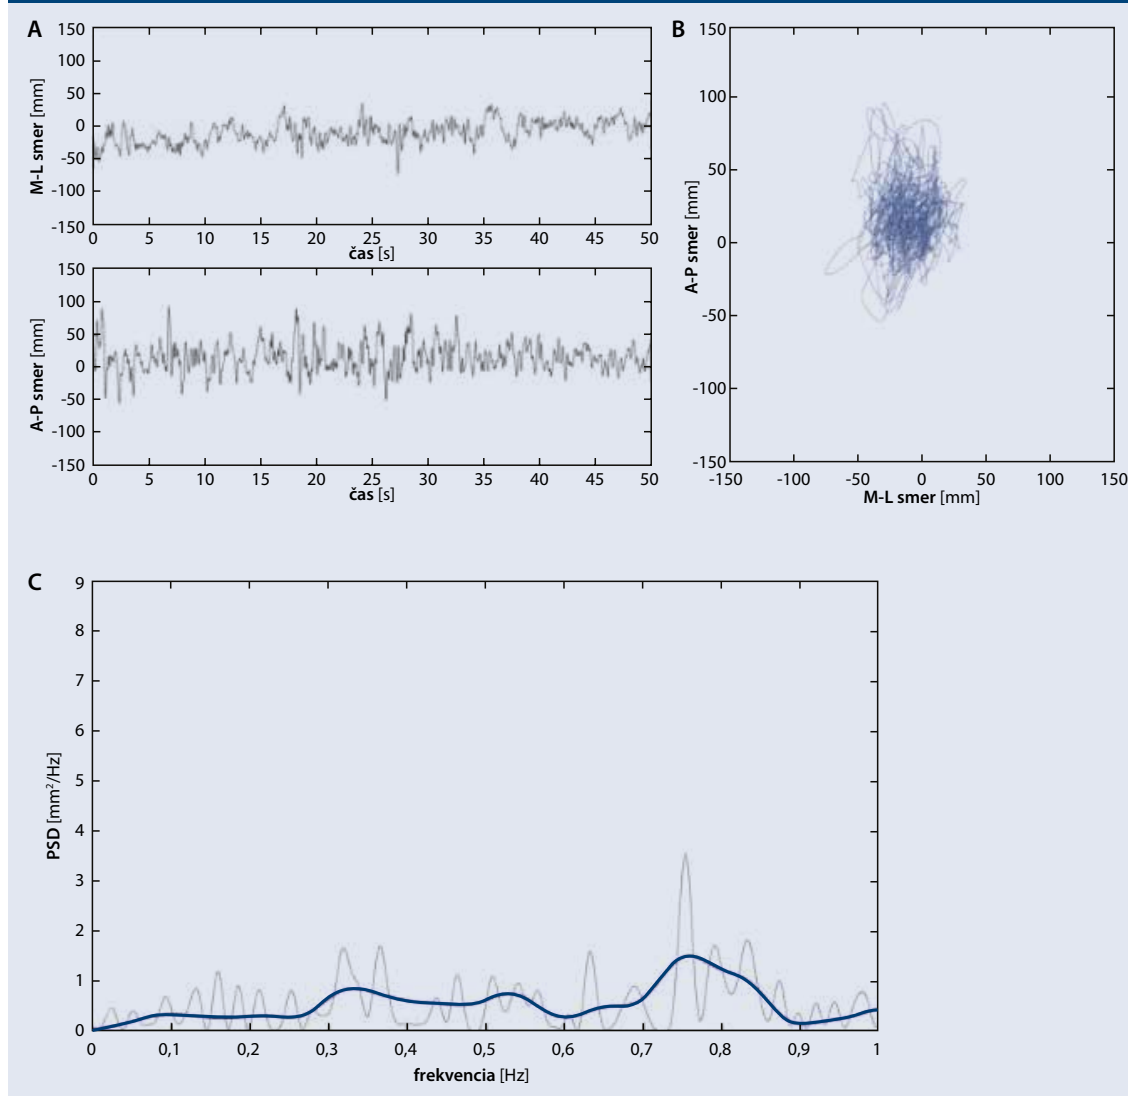 A
150
100
50
0
-50
-100
-150
M-L smer [mm]
0 5 10 15 20 25 30 35 40 45 50
čas [s]
150
100
50
0
-50
-100
-150
A-P smer [mm]
0 5 10 15 20 25 30 35 40 45 50
čas [s]
B
150
100
50
0
-50
-100
-150
A-P smer [mm]
-150 -100 -50 0 50 100 150
M-L smer [mm]
C
9
8
7
6
5
4
3
2
1
0
PSD [mm²/Hz]
0 0,1 0,2 0,3 0,4 0,5 0,6 0,7 0,8 0,9 1
frekvencia [Hz]